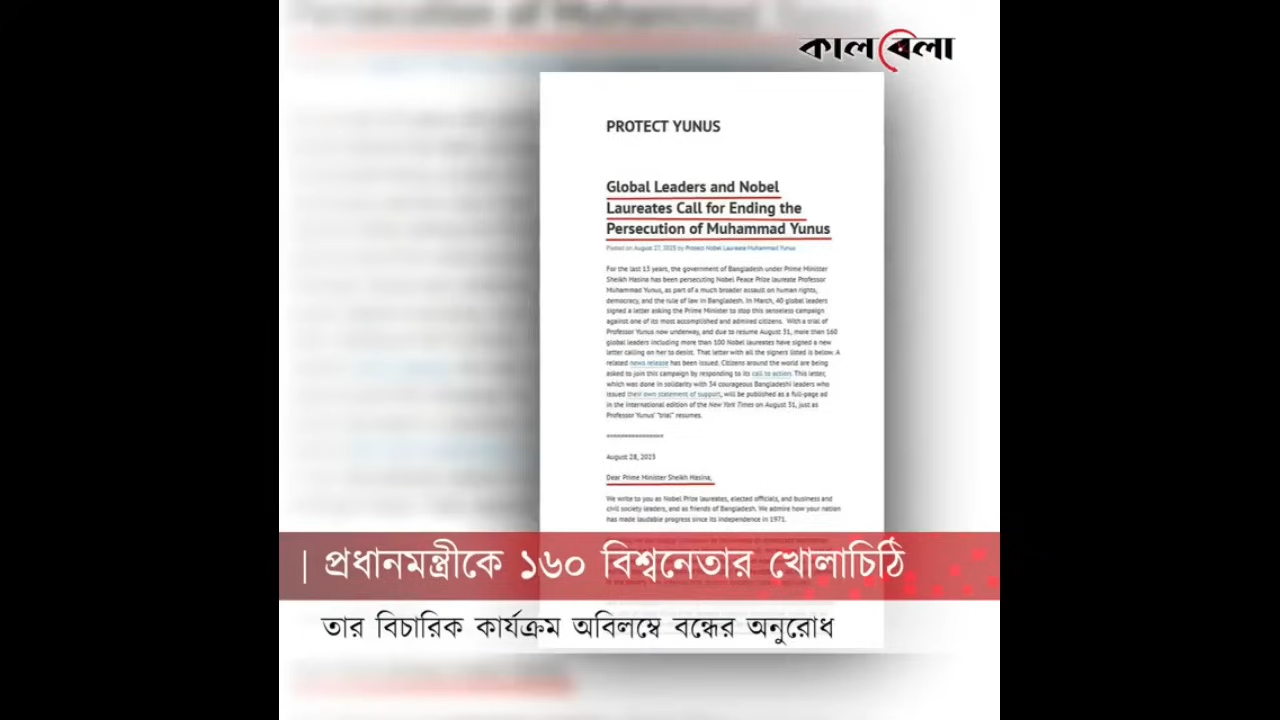 কালবেলা
PROTECT YUNUS
Global Leaders and Nobel
Laureates Call for Ending the
Persecution of Muhammad Yunus
Posted on August 27, 2023 by Protect Nobel Laureate Muhammad Yunus
For the last 13 years, the government of Bangladesh under Prime Minister
Sheikh Hasina has been persecuting Nobel Peace Prize laureate Professor
Muhammad Yunus, as part of a much broader assault on human rights,
democracy, and the rule of law in Bangladesh. In March, 40 global leaders
signed a letter asking the Prime Minister to stop this senseless campaign
against one of its most accomplished and admired citizens. With a trial of
Professor Yunus now underway, and due to resume August 31, more than 160
global leaders including more than 100 Nobel laureates have signed a new
letter calling on her to desist. That letter with all the signers listed is below. A
related news release has been issued. Citizens around the world are being
asked to join this campaign by responding to its call to action. This letter,
which was done in solidarity with 34 courageous Bangladeshi leaders who
issued their own statement of support, will be published as a full-page ad
in the international edition of the New York Times on August 31, just as
Professor Yunus' "trial" resumes.
================
August 28, 2023
Dear Prime Minister Sheikh Hasina,
We write to you as Nobel Prize laureates, elected officials, and business and
civil society leaders, and as friends of Bangladesh. We admire how your nation
has made laudable progress since its independence in 1971.
| প্রধানমন্ত্রীকে ১৬০ বিশ্বনেতার খোলাচিঠি
তার বিচারিক কার্যক্রম অবিলম্বে বন্ধের অনুরোধ